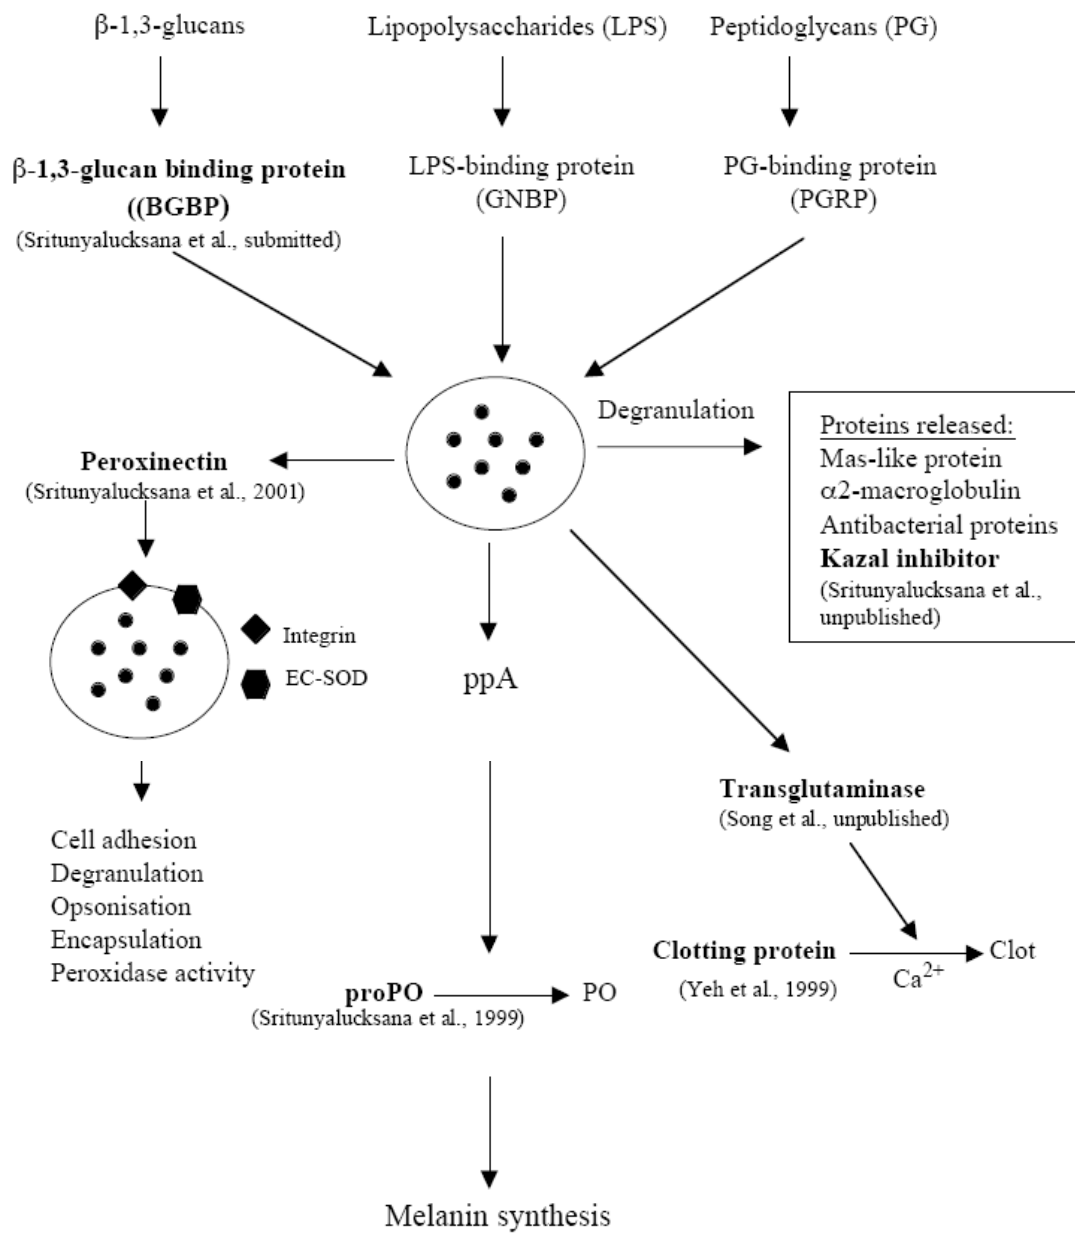 β-1,3-glucans
Lipopolysaccharides (LPS)
Peptidoglycans (PG)
β-1,3-glucan binding protein
((BGBP)
(Sritunyalucksana et al., submitted)
LPS-binding protein
(GNBP)
PG-binding protein
(PGRP)
Degranulation
Proteins released:
Mas-like protein
α2-macroglobulin
Antibacterial proteins
Kazal inhibitor
(Sritunyalucksana et al.,
unpublished)
Peroxinectin
(Sritunyalucksana et al., 2001)
Integrin
EC-SOD
ppA
Cell adhesion
Degranulation
Opsonisation
Encapsulation
Peroxidase activity
Transglutaminase
(Song et al., unpublished)
Clotting protein
(Yeh et al., 1999)
Ca2+
Clot
proPO
(Sritunyalucksana et al., 1999)
PO
Melanin synthesis